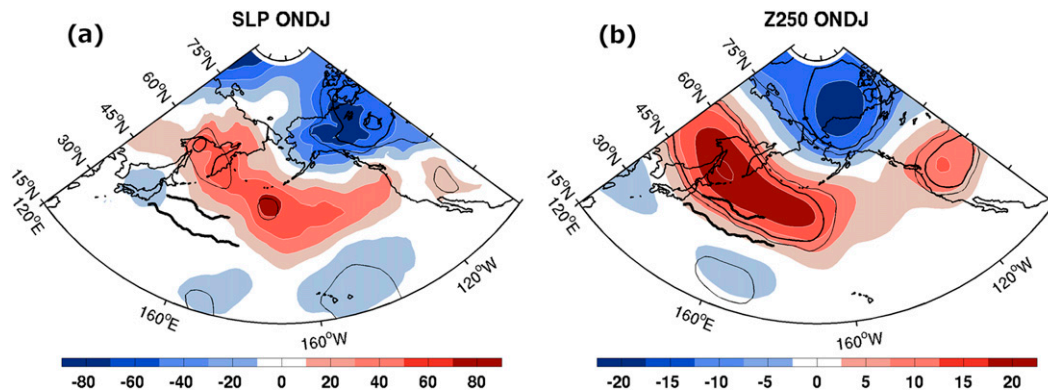 (a)
SLP ONDJ
75°N
60°N
45°N
30°N
15°N
120°E
160°E
160°W
120°W
-80 -60 -40 -20 0 20 40 60 80
(b)
Z250 ONDJ
75°N
60°N
45°N
30°N
15°N
120°E
160°E
160°W
120°W
-20 -15 -10 -5 0 5 10 15 20